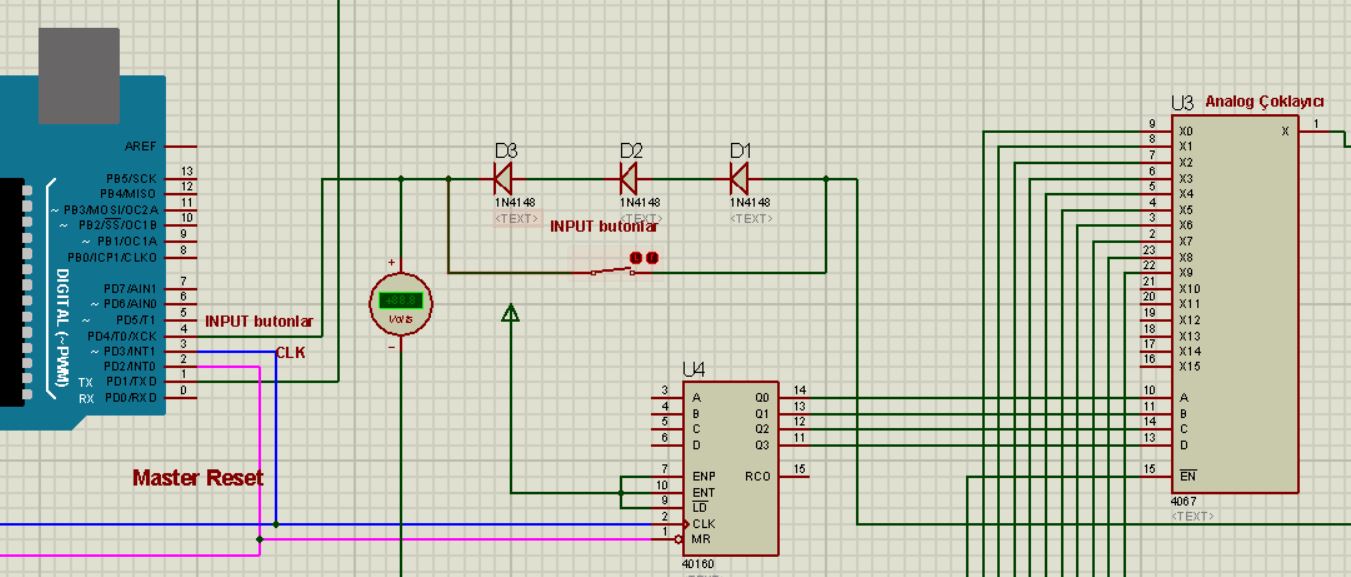 U3 Analog Çoklayıcı
9 X0 X 1
8 X1
7 X2
6 X3
5 X4
4 X5
3 X6
2 X7
23 X8
22 X9
21 X10
20 X11
19 X12
18 X13
17 X14
16 X15
10 A
11 B
14 C
13 D
15 EN
4067
<TEXT>
AREF
PB5/SCK 13
PB4/MISO 12
~ PB3/MOSI/OC2A 11
~ PB2/SS/OC1B 10
~ PB1/OC1A 9
PB0/ICP1/CLKO 8
PD7/AIN1 7
~ PD6/AIN0 6
~ PD5/T1 5
PD4/T0/XCK 4
~ PD3/INT1 3
PD2/INT0 2
TX PD1/TXD 1
RX PD0/RXD 0
DIGITAL (~PWM)
INPUT butonlar
CLK
Master Reset
D3
1N4148
<TEXT>
D2
1N4148
<TEXT>
D1
1N4148
<TEXT>
INPUT butonlar
+
+88.8
Volts
−
U4
3 A Q0 14
4 B Q1 13
5 C Q2 12
6 D Q3 11
7 ENP RCO 15
10 ENT
9 LD
2 CLK
1 MR
40160